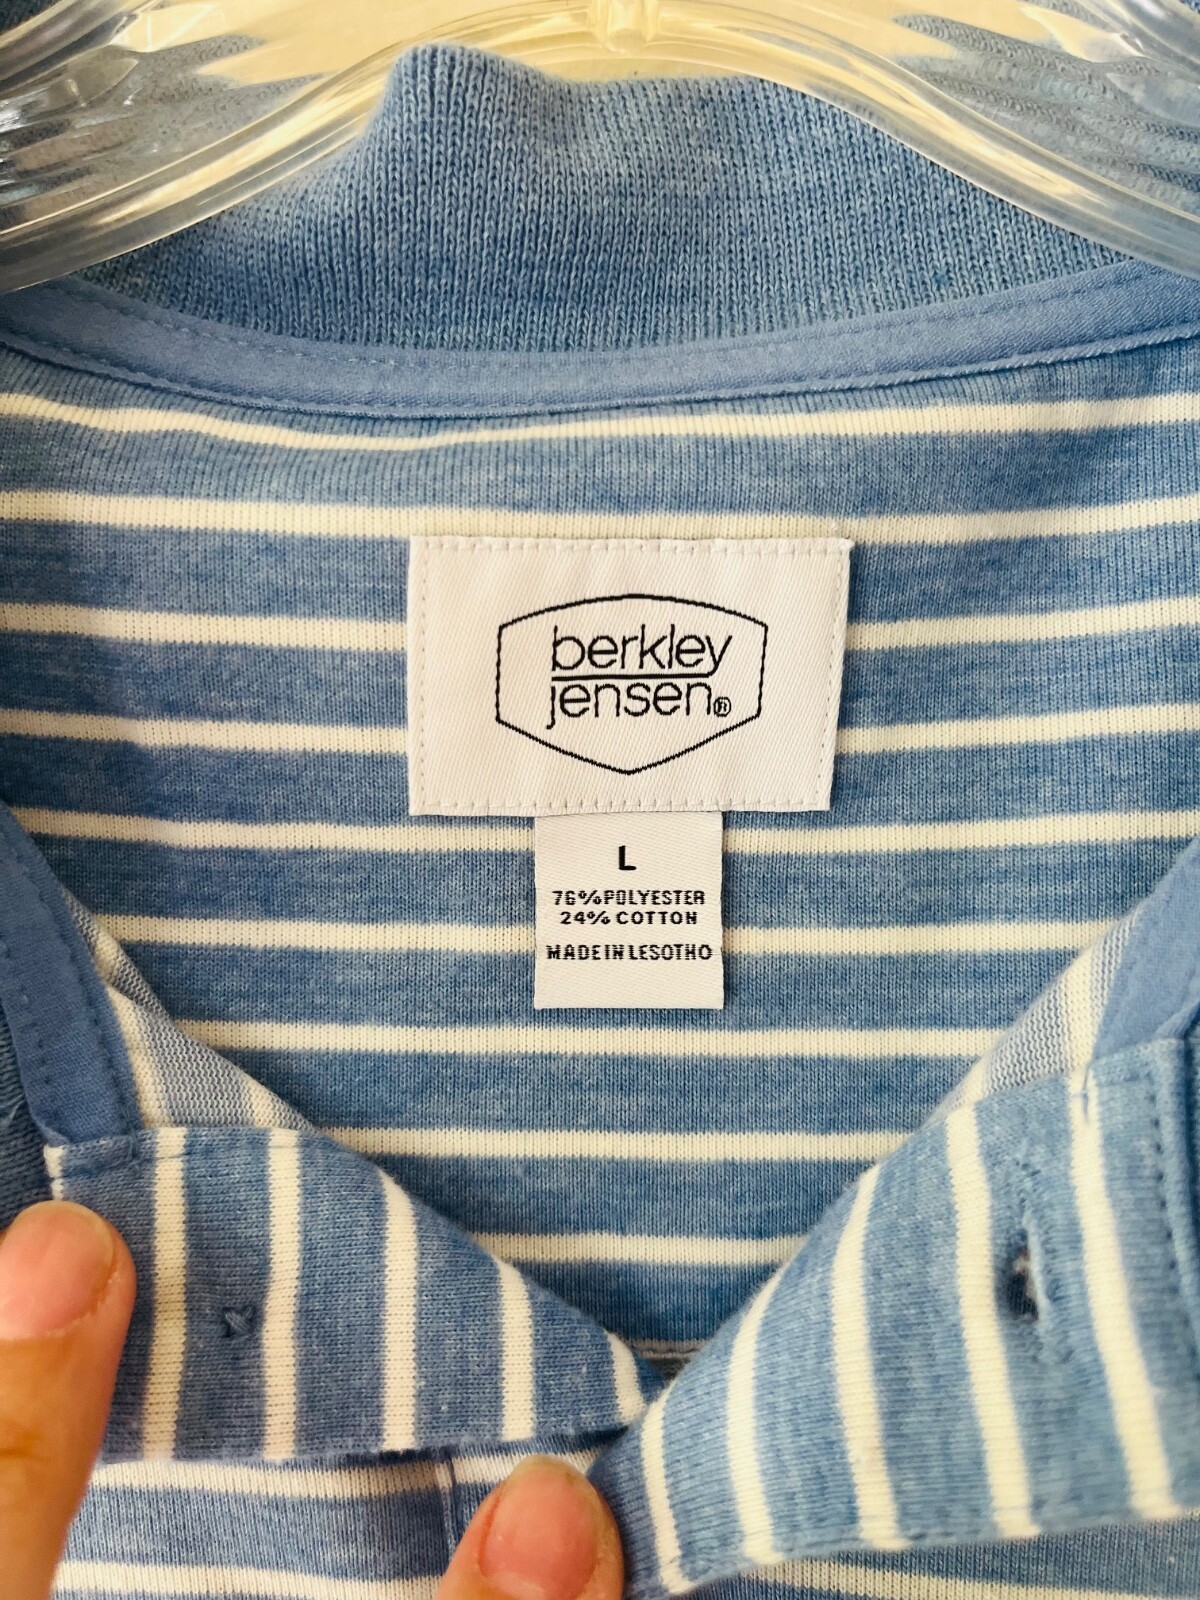 berkley
jensen®
L
76%POLYESTER
24% COTTON
MADE IN LESOTHO